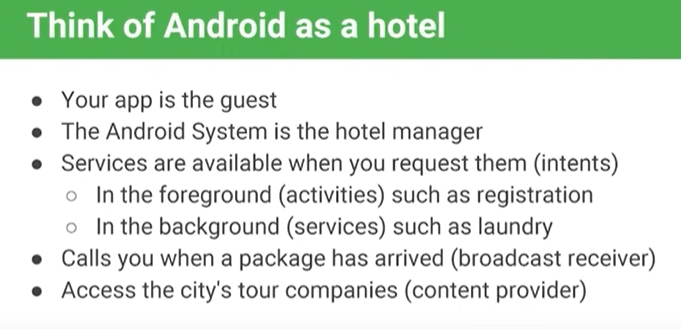 Think of Android as a hotel
● Your app is the guest
● The Android System is the hotel manager
● Services are available when you request them (intents)
○ In the foreground (activities) such as registration
○ In the background (services) such as laundry
● Calls you when a package has arrived (broadcast receiver)
● Access the city's tour companies (content provider)